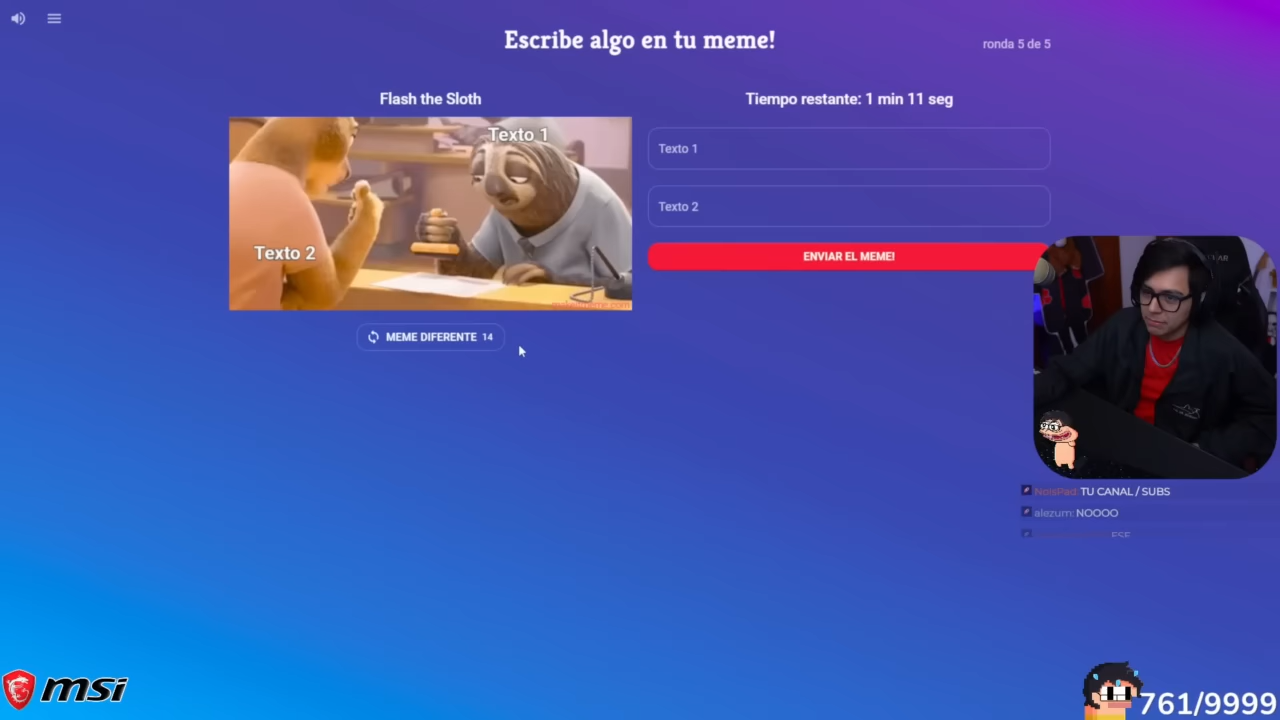 Escribe algo en tu meme!
ronda 5 de 5
Flash the Sloth
Tiempo restante: 1 min 11 seg
Texto 1
Texto 2
Texto 1
Texto 2
ENVIAR EL MEME!
MEME DIFERENTE 14
NoisPad: TU CANAL / SUBS
alezum: NOOOO
ESE
msi
761/9999